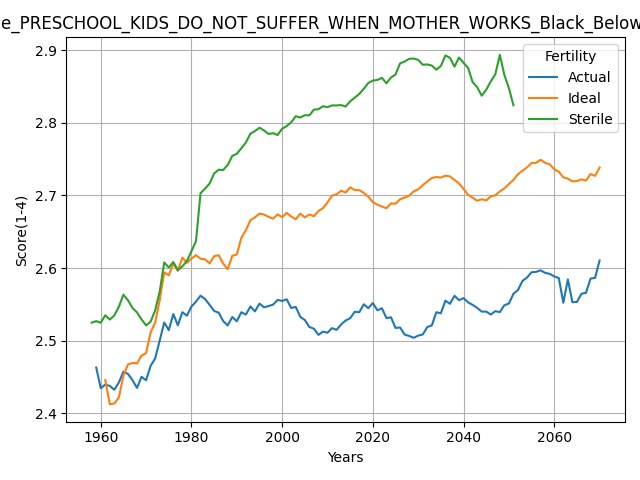 e_PRESCHOOL_KIDS_DO_NOT_SUFFER_WHEN_MOTHER_WORKS_Black_Below
Fertility
Actual
Ideal
Sterile
Score(1-4)
2.9
2.8
2.7
2.6
2.5
2.4
1960 1980 2000 2020 2040 2060
Years